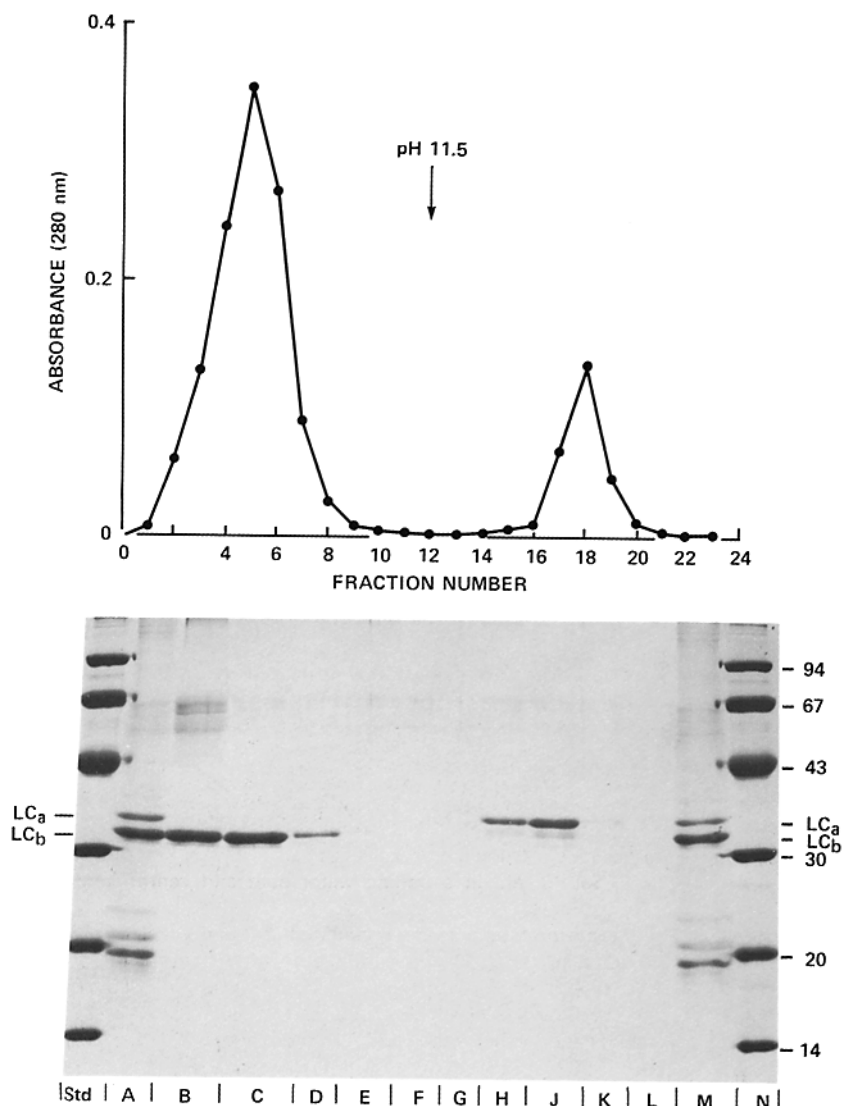 0.4
pH 11.5
ABSORBANCE (280 nm)
0.2
0
0 4 6 8 10 12 14 16 18 20 22 24
FRACTION NUMBER
94
67
43
LCa
LCb
LCa
LCb
30
20
14
Std A B C D E F G H J K L M N